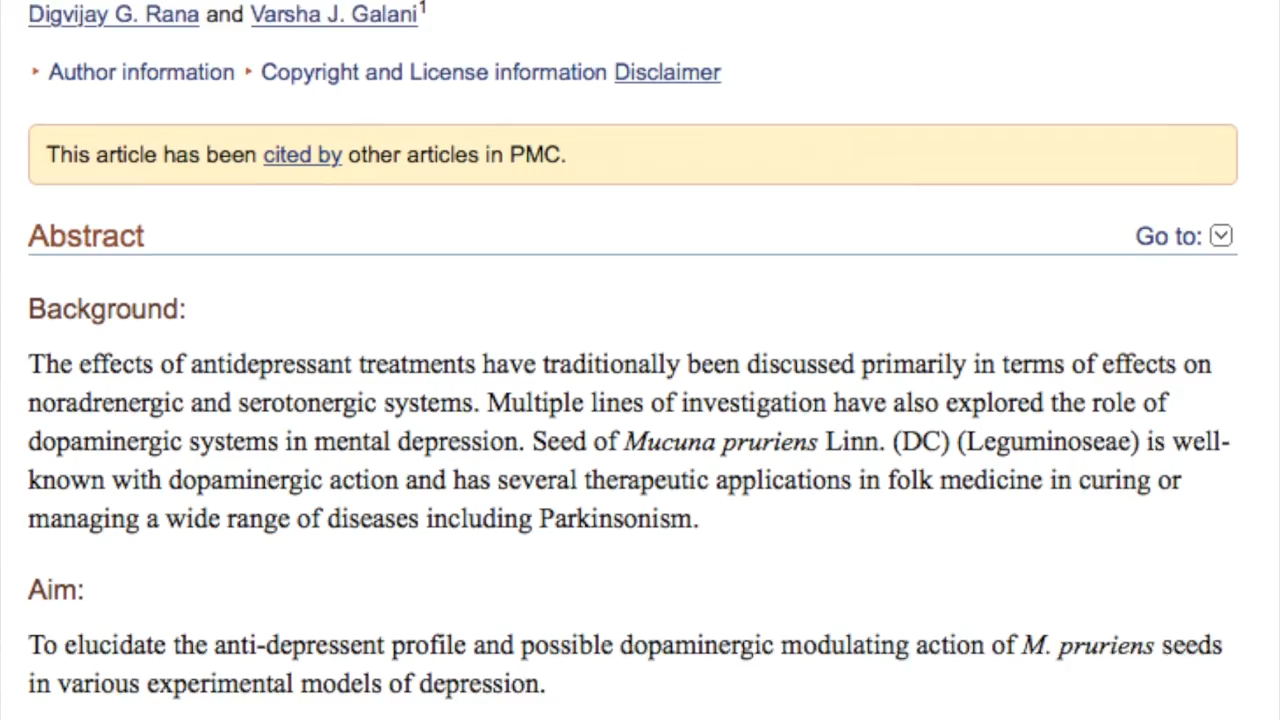 Digvijay G. Rana and Varsha J. Galani1
‣ Author information ‣ Copyright and License information Disclaimer
This article has been cited by other articles in PMC.
Abstract
Go to:
Background:
The effects of antidepressant treatments have traditionally been discussed primarily in terms of effects on
noradrenergic and serotonergic systems. Multiple lines of investigation have also explored the role of
dopaminergic systems in mental depression. Seed of Mucuna pruriens Linn. (DC) (Leguminoseae) is well-
known with dopaminergic action and has several therapeutic applications in folk medicine in curing or
managing a wide range of diseases including Parkinsonism.
Aim:
To elucidate the anti-depressent profile and possible dopaminergic modulating action of M. pruriens seeds
in various experimental models of depression.